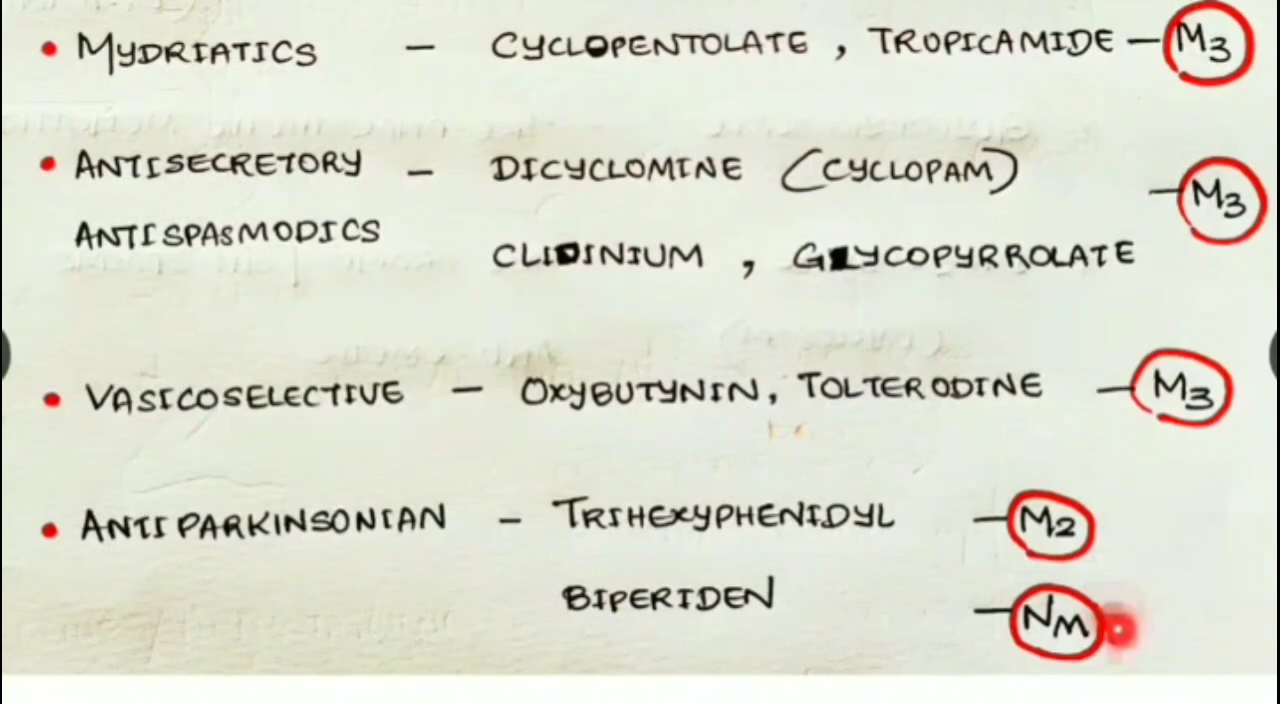 • MYDRIATICS – CYCLOPENTOLATE , TROPICAMIDE – M3
• ANTISECRETORY – DICYCLOMINE (CYCLOPAM)
– M3
ANTISPASMODICS CLIDINIUM , GLYCOPYRROLATE
• VASICOSELECTIVE – OXYBUTYNIN, TOLTERODINE – M3
• ANTIPARKINSONIAN – TRIHEXYPHENIDYL – M2
BIPERIDEN – NM